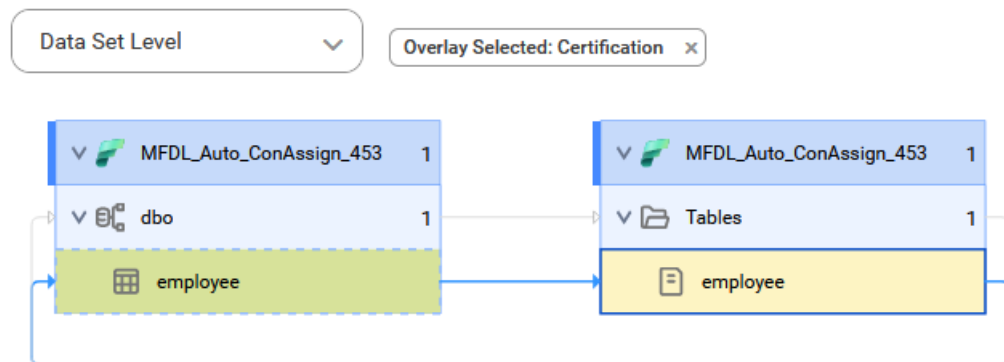 Data Set Level
Overlay Selected: Certification ×
MFDL_Auto_ConAssign_453 1
dbo 1
employee
MFDL_Auto_ConAssign_453 1
Tables 1
employee